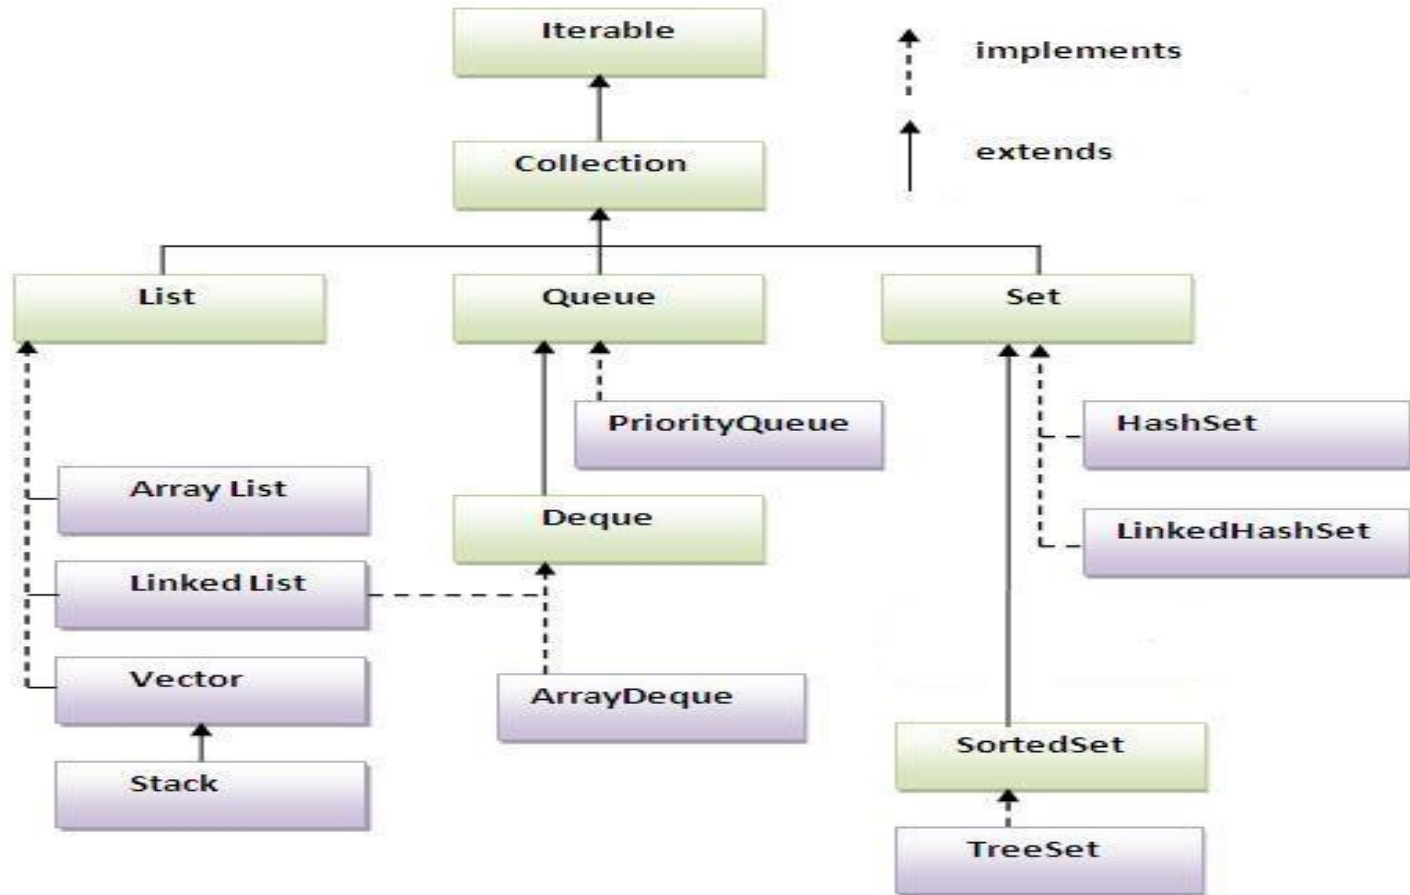 Iterable
implements
extends
Collection
List
Queue
Set
PriorityQueue
HashSet
Array List
Deque
LinkedHashSet
Linked List
Vector
ArrayDeque
SortedSet
Stack
TreeSet